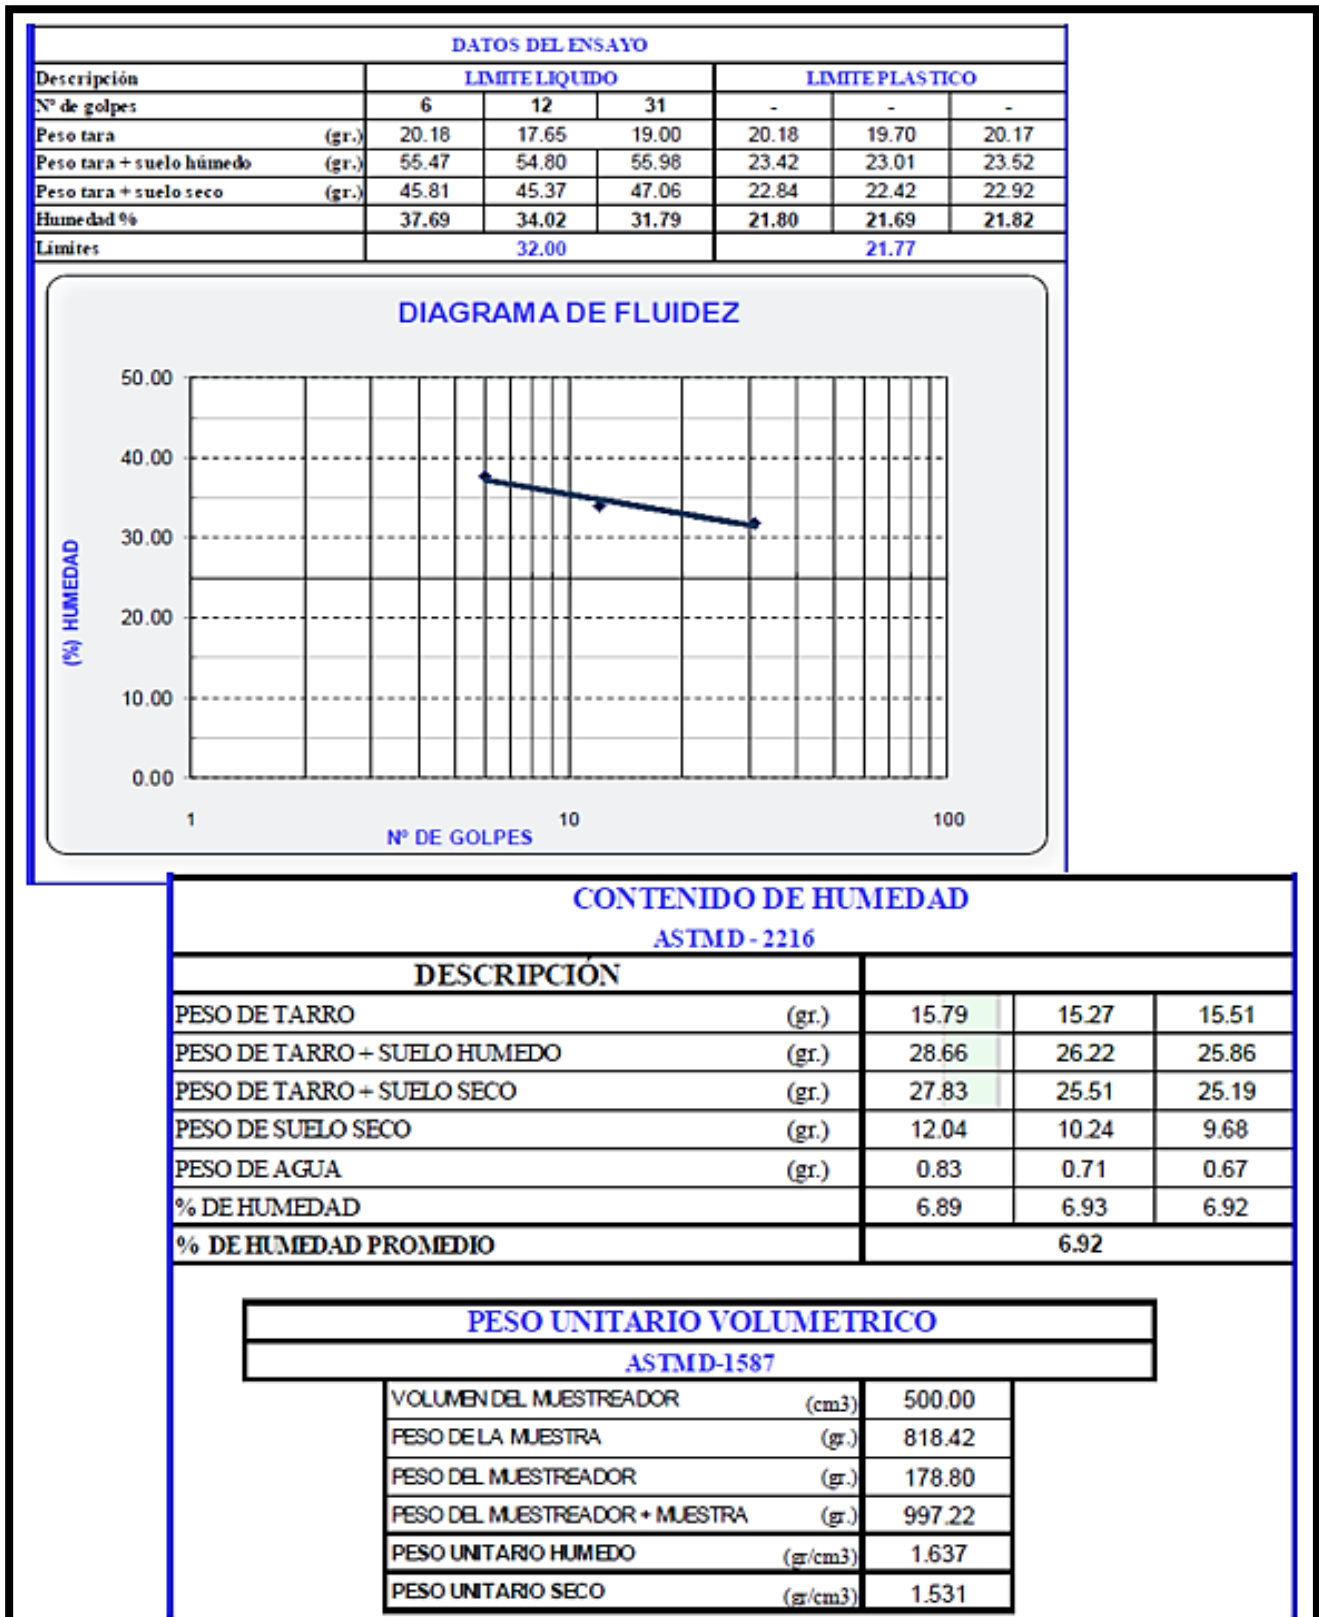 DATOS DEL ENSAYO
Descripción LIMITE LIQUIDO LIMITE PLASTICO
Nº de golpes 6 12 31 - - -
Peso tara (gr.) 20.18 17.65 19.00 20.18 19.70 20.17
Peso tara + suelo húmedo (gr.) 55.47 54.80 55.98 23.42 23.01 23.52
Peso tara + suelo seco (gr.) 45.81 45.37 47.06 22.84 22.42 22.92
Humedad % 37.69 34.02 31.79 21.80 21.69 21.82
Límites 32.00 21.77
DIAGRAMA DE FLUIDEZ
50.00
40.00
30.00
20.00
10.00
0.00
(%) HUMEDAD
1 10 100
Nº DE GOLPES
CONTENIDO DE HUMEDAD
ASTM D - 2216
DESCRIPCIÓN
PESO DE TARRO (gr.) 15.79 15.27 15.51
PESO DE TARRO + SUELO HUMEDO (gr.) 28.66 26.22 25.86
PESO DE TARRO + SUELO SECO (gr.) 27.83 25.51 25.19
PESO DE SUELO SECO (gr.) 12.04 10.24 9.68
PESO DE AGUA (gr.) 0.83 0.71 0.67
% DE HUMEDAD 6.89 6.93 6.92
% DE HUMEDAD PROMEDIO 6.92
PESO UNITARIO VOLUMETRICO
ASTM D-1587
VOLUMEN DEL MUESTREADOR (cm3) 500.00
PESO DE LA MUESTRA (gr.) 818.42
PESO DEL MUESTREADOR (gr.) 178.80
PESO DEL MUESTREADOR + MUESTRA (gr.) 997.22
PESO UNITARIO HUMEDO (gr/cm3) 1.637
PESO UNITARIO SECO (gr/cm3) 1.531